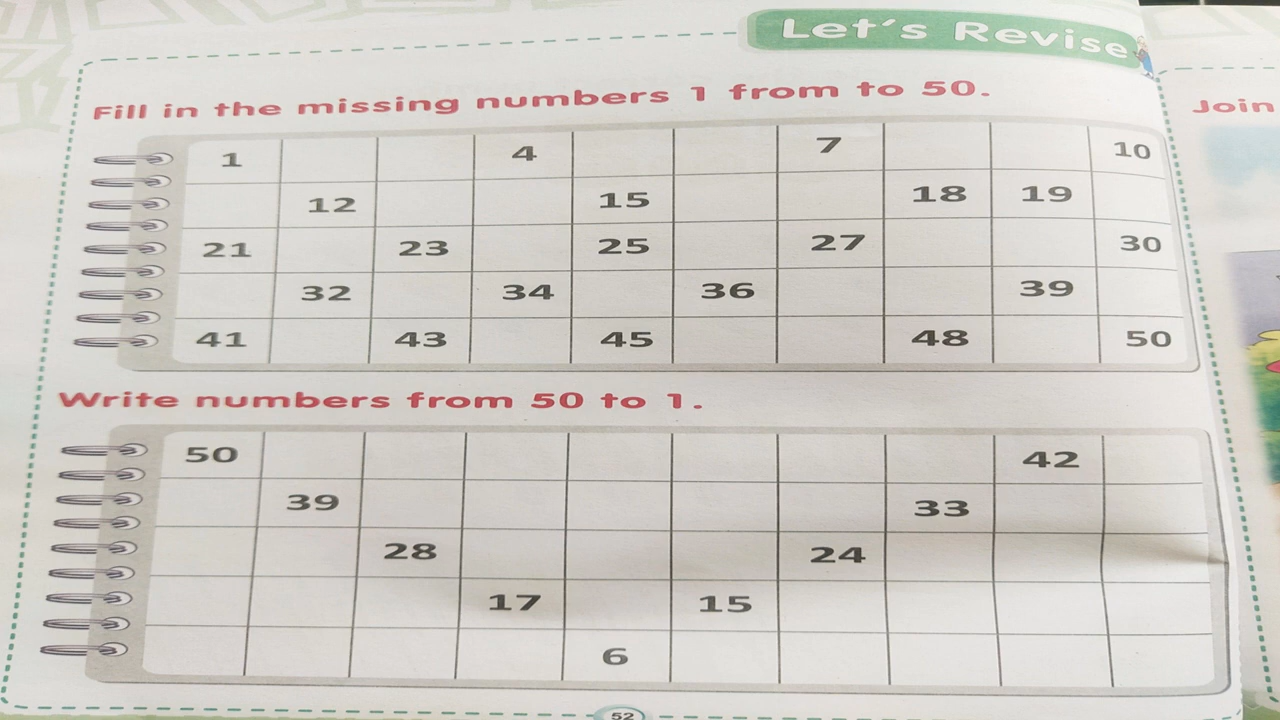 Let's Revise
Fill in the missing numbers 1 from to 50.
1 4 7 10
12 15 18 19
21 23 25 27 30
32 34 36 39
41 43 45 48 50
Write numbers from 50 to 1.
50 42
39 33
28 24
17 15
6
52
Join